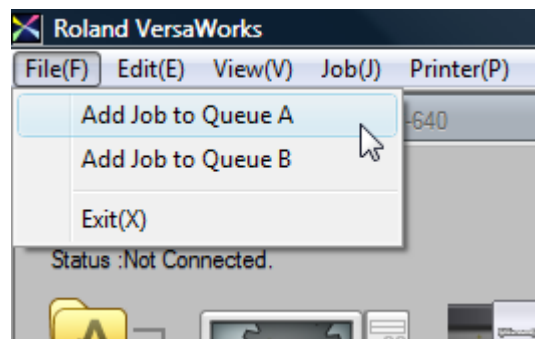 Roland VersaWorks
File(F) Edit(E) View(V) Job(J) Printer(P)
Add Job to Queue A
-640
Add Job to Queue B
Exit(X)
Status :Not Connected.
A